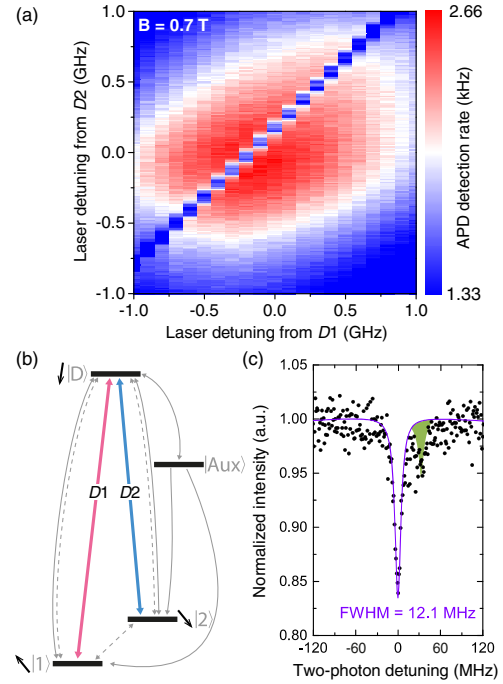 (a)
B = 0.7 T
Laser detuning from D2 (GHz)
1.0
0.5
0.0
-0.5
-1.0
-1.0 -0.5 0.0 0.5 1.0
Laser detuning from D1 (GHz)
2.66
APD detection rate (kHz)
1.33
(b)
|D⟩
|Aux⟩
D1 D2
|2⟩
|1⟩
(c)
Normalized intensity (a.u.)
1.05
1.00
0.95
0.90
0.85
0.80
FWHM = 12.1 MHz
-120 -60 0 60 120
Two-photon detuning (MHz)